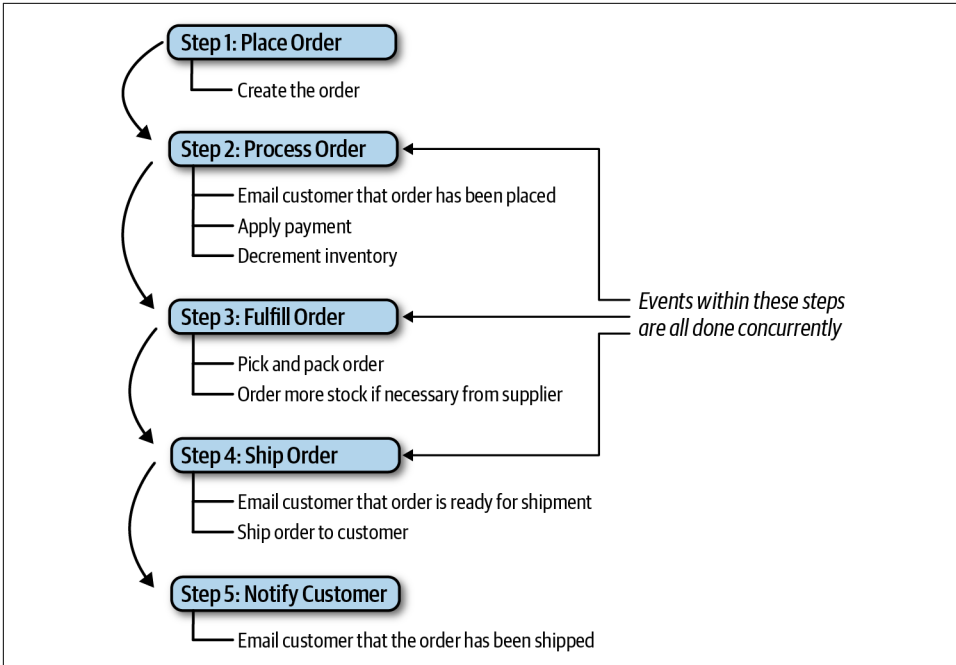 Step 1: Place Order
Create the order
Step 2: Process Order
Email customer that order has been placed
Apply payment
Decrement inventory
Events within these steps
are all done concurrently
Step 3: Fulfill Order
Pick and pack order
Order more stock if necessary from supplier
Step 4: Ship Order
Email customer that order is ready for shipment
Ship order to customer
Step 5: Notify Customer
Email customer that the order has been shipped